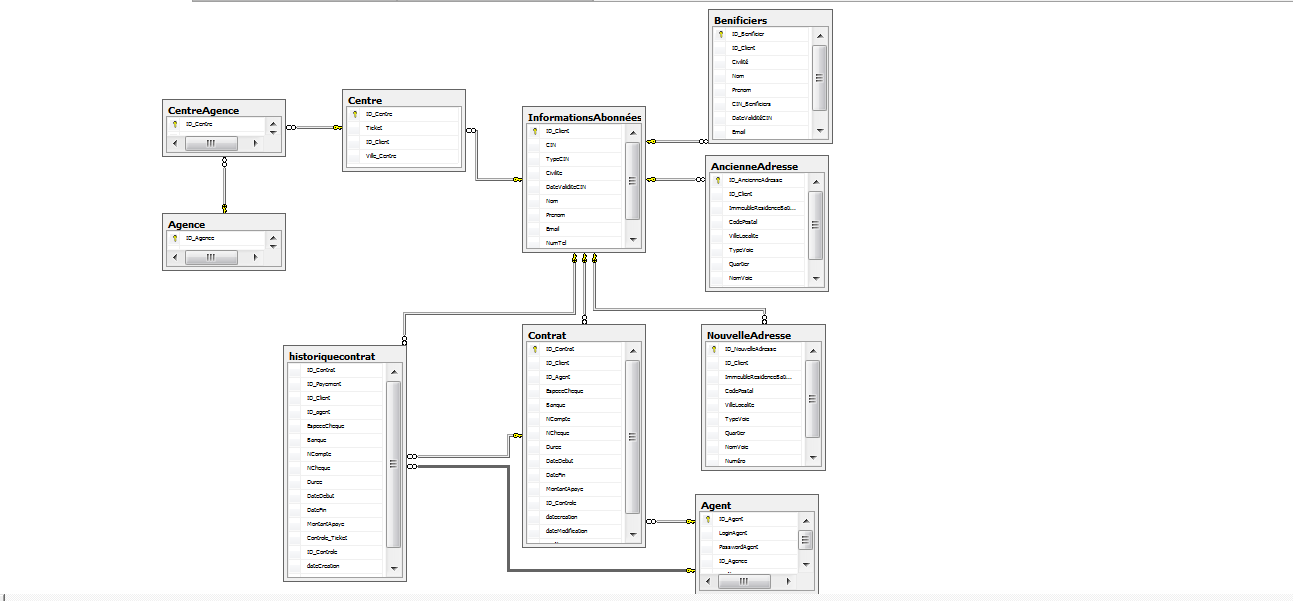 Benificiers
ID_Benificier
ID_Client
Civilité
Nom
Prenom
CIN_Benificiers
DateValiditéCIN
Email
CentreAgence
ID_Centre
Centre
ID_Centre
Ticket
ID_Client
Ville_Centre
InformationsAbonnées
ID_Client
CIN
TypeCIN
Civilite
DateValiditeCIN
Nom
Prenom
Email
NumTel
AncienneAdresse
ID_AncienneAdresse
ID_Client
ImmeubleResidenceBati...
CodePostal
VilleLocalite
TypeVoie
Quartier
NomVoie
Agence
ID_Agence
historiquecontrat
ID_Contrat
ID_Payement
ID_Client
ID_agent
EspeceCheque
Banque
NCompte
NCheque
Duree
DateDebut
DateFin
MontantApaye
Controle_Ticket
ID_Controle
dateCreation
Contrat
ID_Contrat
ID_Client
ID_Agent
EspeceCheque
Banque
NCompte
NCheque
Duree
DateDebut
DateFin
MontantApaye
ID_Controle
datecreation
dateModification
NouvelleAdresse
ID_NouvelleAdresse
ID_Client
ImmeubleResidenceBati...
CodePostal
VilleLocalite
TypeVoie
Quartier
NomVoie
Numéro
Agent
ID_Agent
LoginAgent
PasswordAgent
ID_Agence